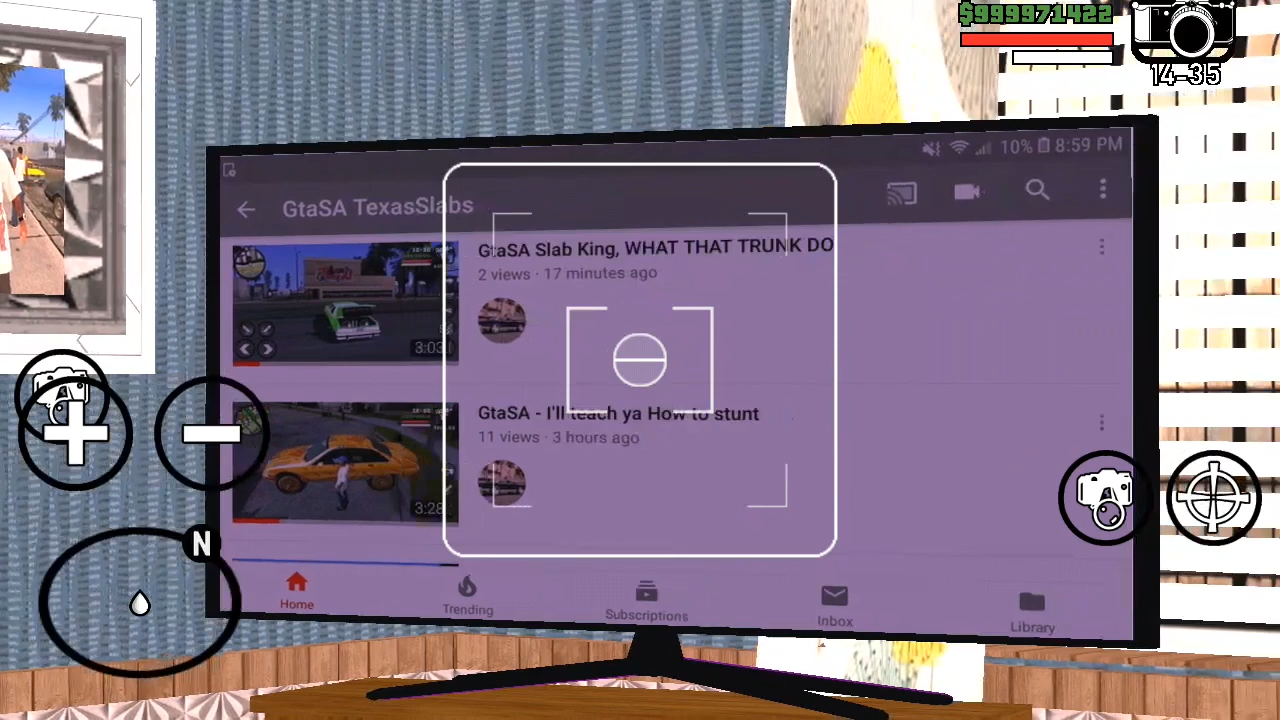 $999971422
14-35
10% 8:59 PM
GtaSA TexasSlabs
GtaSA Slab King, WHAT THAT TRUNK DO
2 views · 17 minutes ago
3:03
GtaSA - I'll teach ya How to stunt
11 views · 3 hours ago
3:28
N
Home
Trending
Subscriptions
Inbox
Library